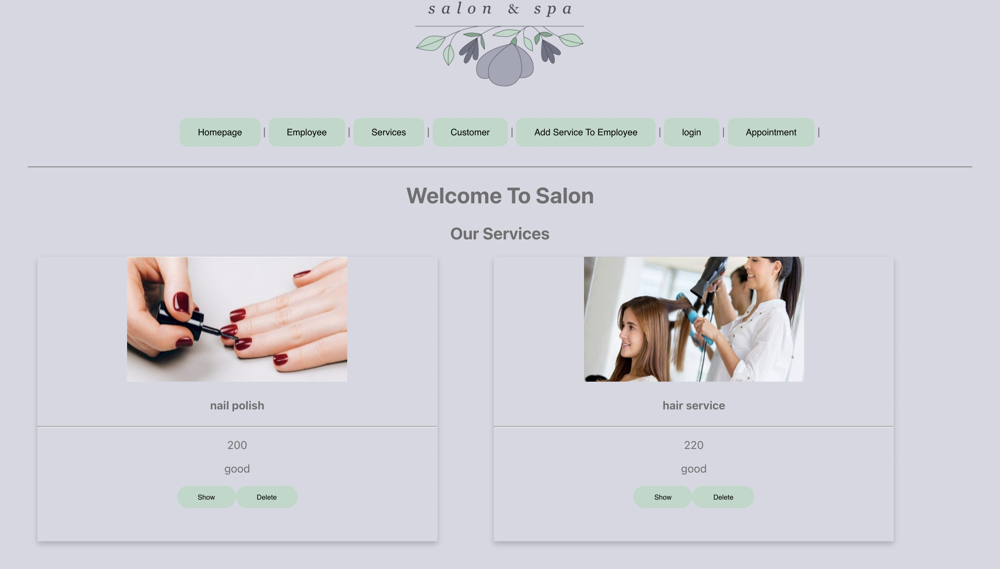 salon & spa
Homepage | Employee | Services | Customer | Add Service To Employee | login | Appointment |
Welcome To Salon
Our Services
nail polish
200
good
Show Delete
hair service
220
good
Show Delete